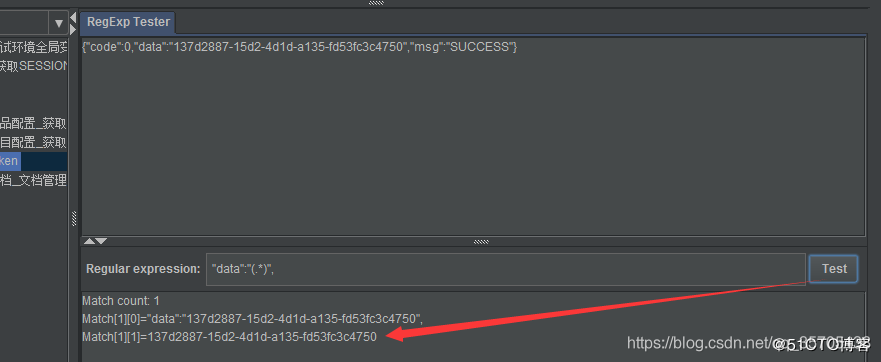 RegExp Tester
试环境全局变
获取SESSION
{"code":0,"data":"137d2887-15d2-4d1d-a135-fd53fc3c4750","msg":"SUCCESS"}
品配置_获取
目配置_获取
ken
档_文档管理
Regular expression:
"data":"(.*)",
Test
Match count: 1
Match[1][0]="data":"137d2887-15d2-4d1d-a135-fd53fc3c4750",
Match[1][1]=137d2887-15d2-4d1d-a135-fd53fc3c4750
https://blog.csdn.net/
@51CTO博客